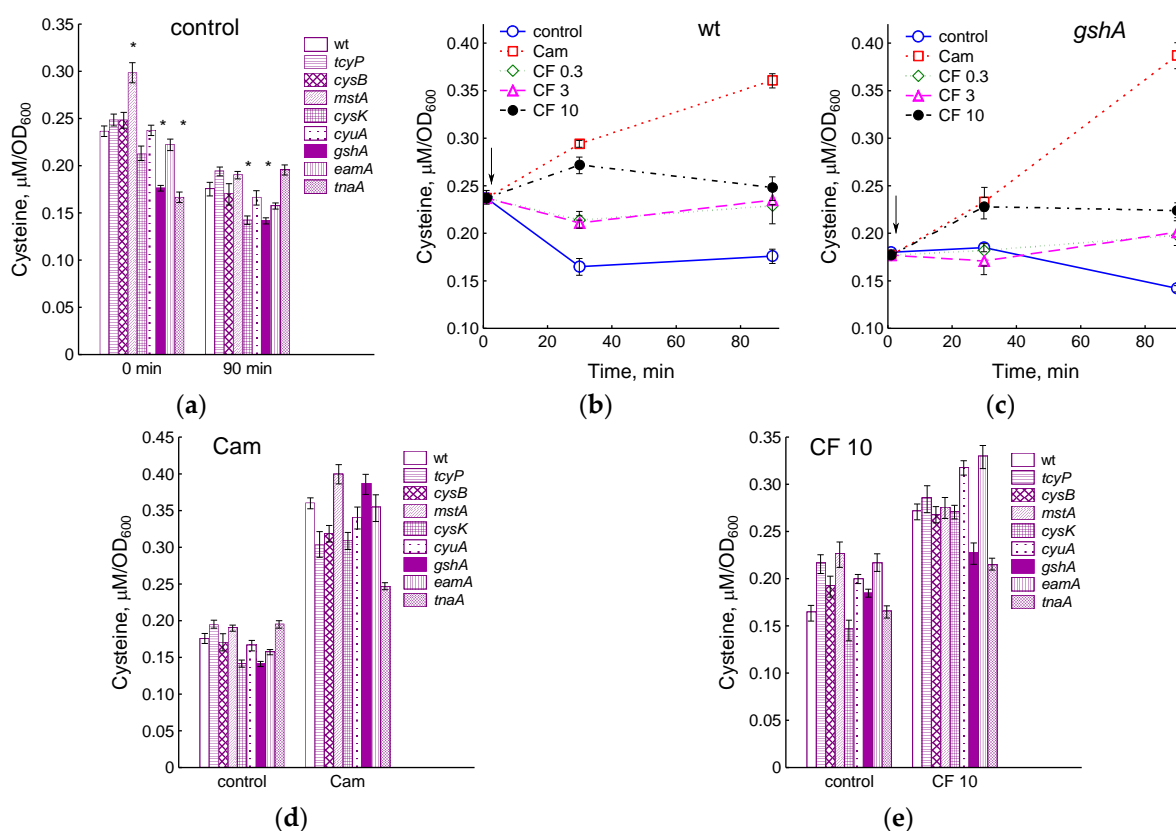 control
Cysteine, µM/OD600
0.35
0.30
0.25
0.20
0.15
0.10
0.05
0
*
* *
* *
wt
tcyP
cysB
mstA
cysK
cyuA
gshA
eamA
tnaA
0 min 90 min
(a)
wt
Cysteine, µM/OD600
0.40
0.35
0.30
0.25
0.20
0.15
0.10
control
Cam
CF 0.3
CF 3
CF 10
0 20 40 60 80
Time, min
(b)
gshA
Cysteine, µM/OD600
0.40
0.35
0.30
0.25
0.20
0.15
0.10
control
Cam
CF 0.3
CF 3
CF 10
0 20 40 60 80
Time, min
(c)
Cam
Cysteine, µM/OD600
0.45
0.40
0.35
0.30
0.25
0.20
0.15
0.10
0.05
0
wt
tcyP
cysB
mstA
cysK
cyuA
gshA
eamA
tnaA
control Cam
(d)
CF 10
Cysteine, µM/OD600
0.35
0.30
0.25
0.20
0.15
0.10
0.05
0
wt
tcyP
cysB
mstA
cysK
cyuA
gshA
eamA
tnaA
control CF 10
(e)